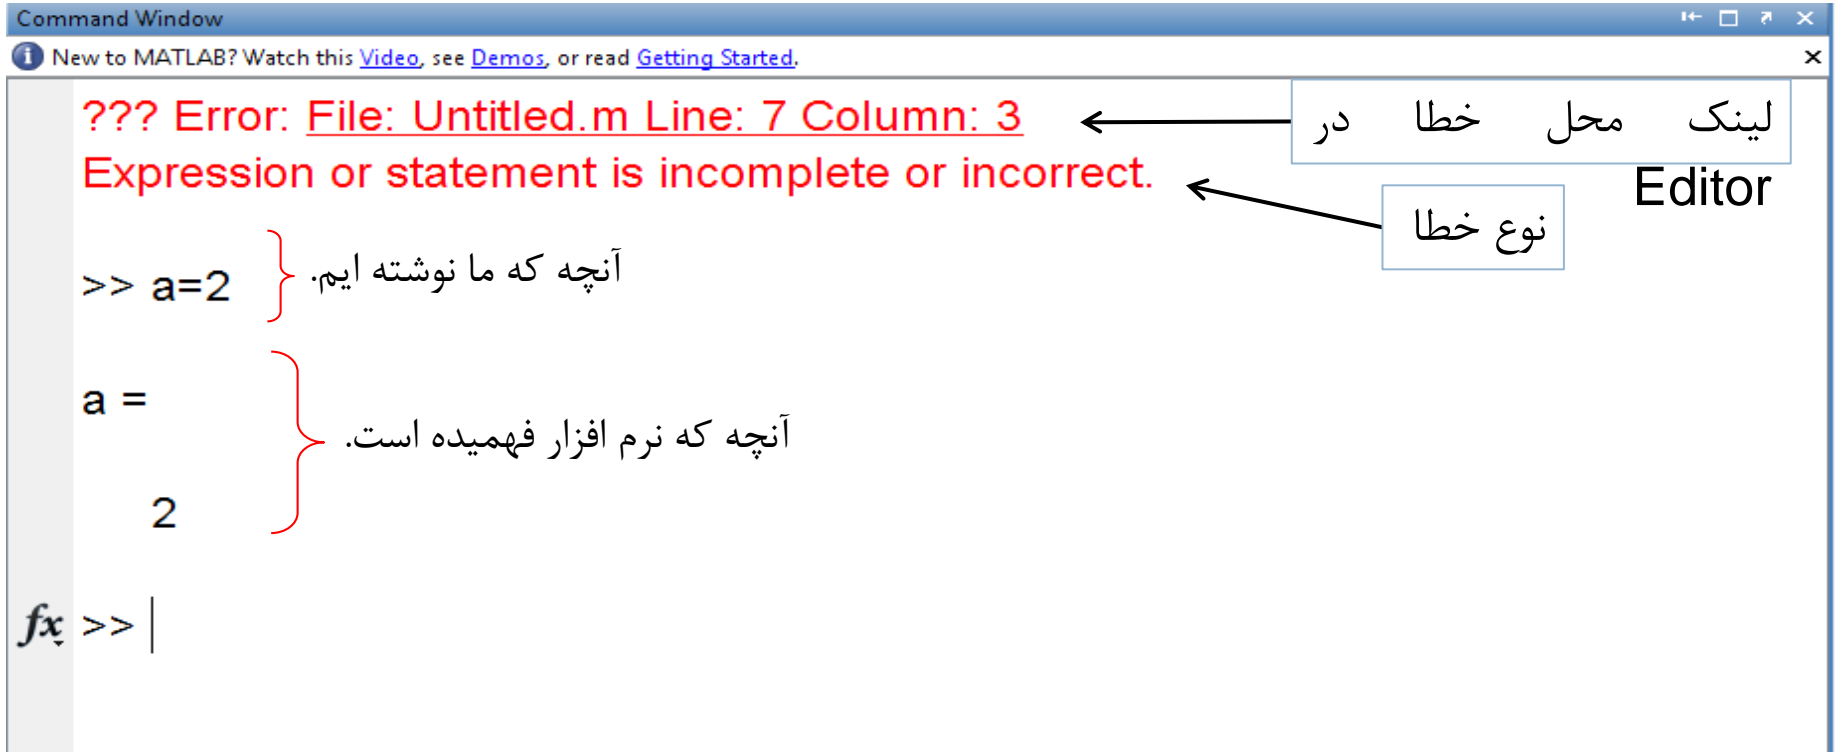 Command Window
New to MATLAB? Watch this Video, see Demos, or read Getting Started.
??? Error: File: Untitled.m Line: 7 Column: 3
لینک محل خطا در
Editor
Expression or statement is incomplete or incorrect.
نوع خطا
>> a=2
آنچه که ما نوشته ایم.
a =
آنچه که نرم افزار فهمیده است.
2
fx >>